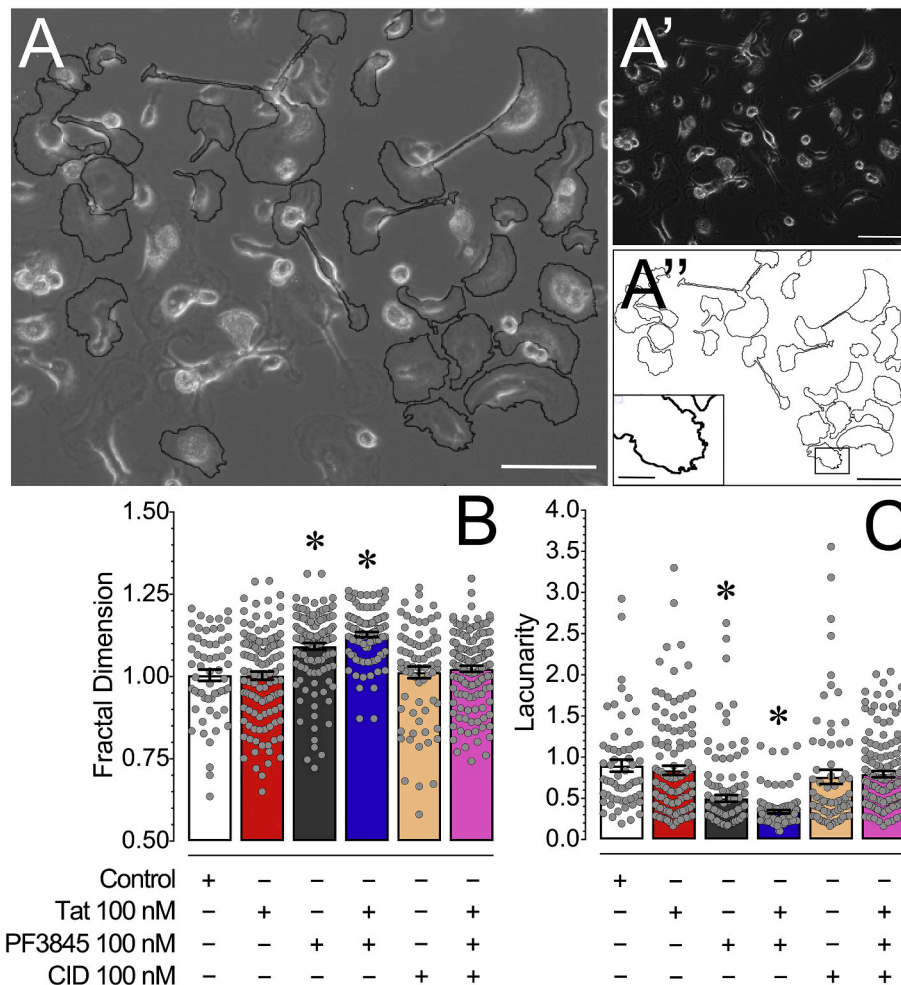 A
A'
A''
B
1.50
1.25
1.00
0.75
0.50
Fractal Dimension
*
*
C
4.0
3.5
3.0
2.5
2.0
1.5
1.0
0.5
0.0
Lacunarity
*
*
Control + – – – – – + – – – – –
Tat 100 nM – + – + – + – + – + – +
PF3845 100 nM – – + + – + – – + + – +
CID 100 nM – – – – + + – – – – + +